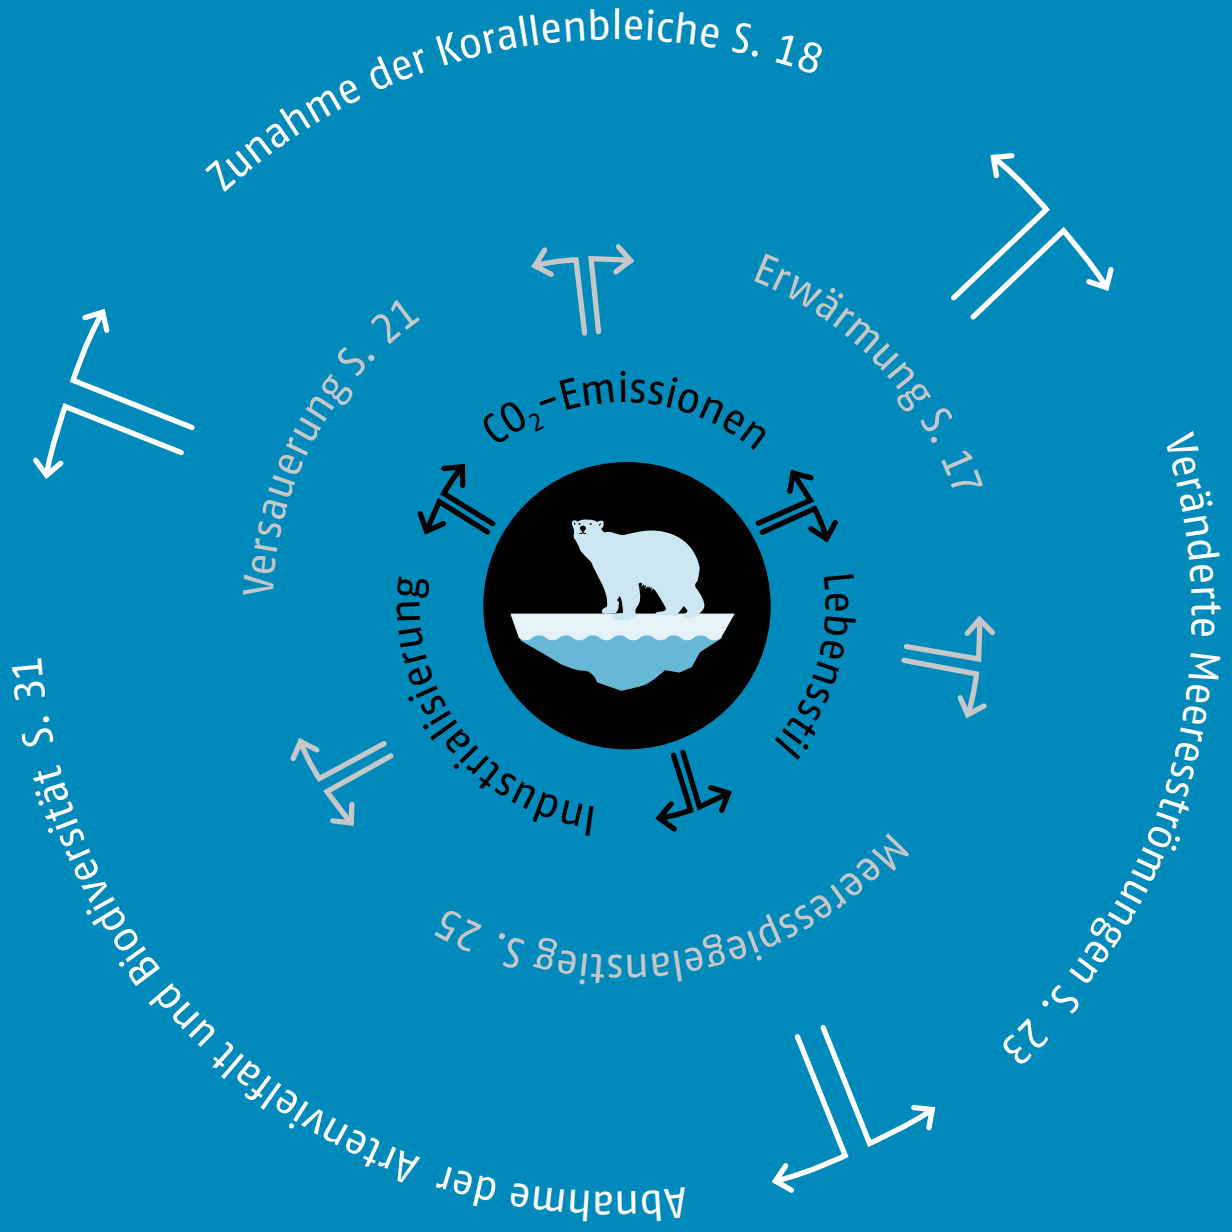 Zunahme der Korallenbleiche S. 18
Veränderte Meeresströmungen S. 23
Abnahme der Artenvielfalt und Biodiversität S. 31
Erwärmung S. 17
Meeresspiegelanstieg S. 25
Versauerung S. 21
CO₂-Emissionen
Lebensstil
Industrialisierung